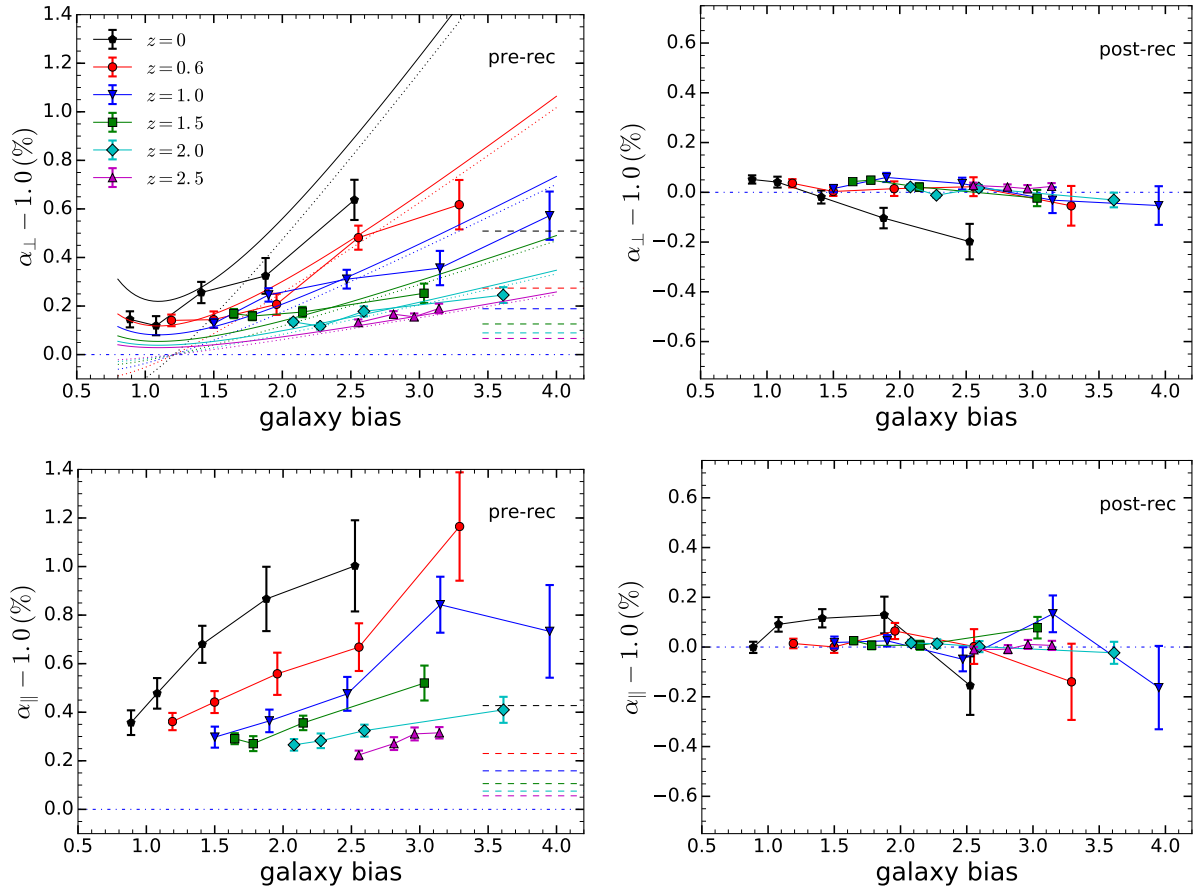 1.4
1.2
1.0
0.8
0.6
0.4
0.2
0.0
α⊥ − 1.0 (%)
z = 0
z = 0.6
z = 1.0
z = 1.5
z = 2.0
z = 2.5
pre-rec
0.5 1.0 1.5 2.0 2.5 3.0 3.5 4.0
galaxy bias
0.6
0.4
0.2
0.0
−0.2
−0.4
−0.6
α⊥ − 1.0 (%)
post-rec
0.5 1.0 1.5 2.0 2.5 3.0 3.5 4.0
galaxy bias
1.4
1.2
1.0
0.8
0.6
0.4
0.2
0.0
α∥ − 1.0 (%)
pre-rec
0.5 1.0 1.5 2.0 2.5 3.0 3.5 4.0
galaxy bias
0.6
0.4
0.2
0.0
−0.2
−0.4
−0.6
α∥ − 1.0 (%)
post-rec
0.5 1.0 1.5 2.0 2.5 3.0 3.5 4.0
galaxy bias